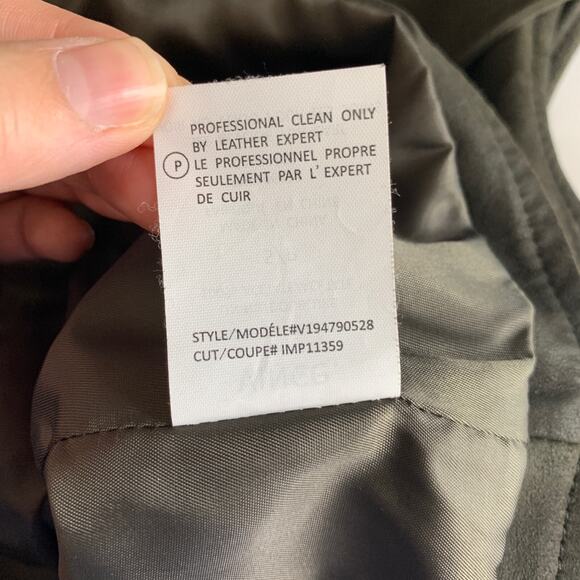 PROFESSIONAL CLEAN ONLY
BY LEATHER EXPERT
P
LE PROFESSIONNEL PROPRE
SEULEMENT PAR L'EXPERT
DE CUIR
STYLE/MODÉLE#V194790528
CUT/COUPE# IMP11359